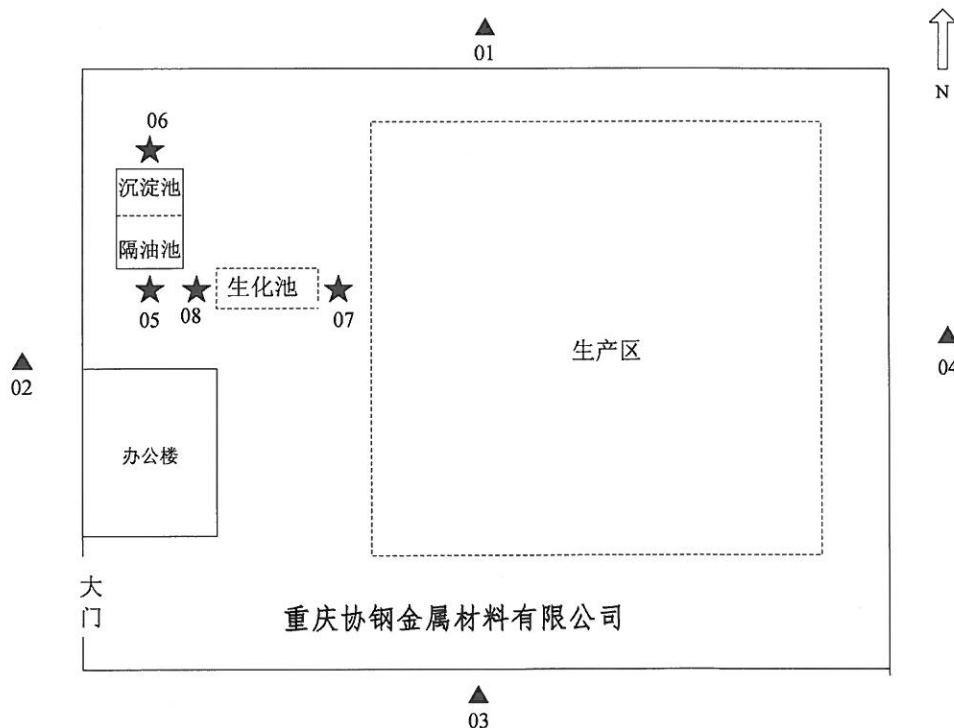 01
N
06
沉淀池
隔油池
生化池
05
08
07
生产区
02
04
办公楼
大
门
重庆协钢金属材料有限公司
03